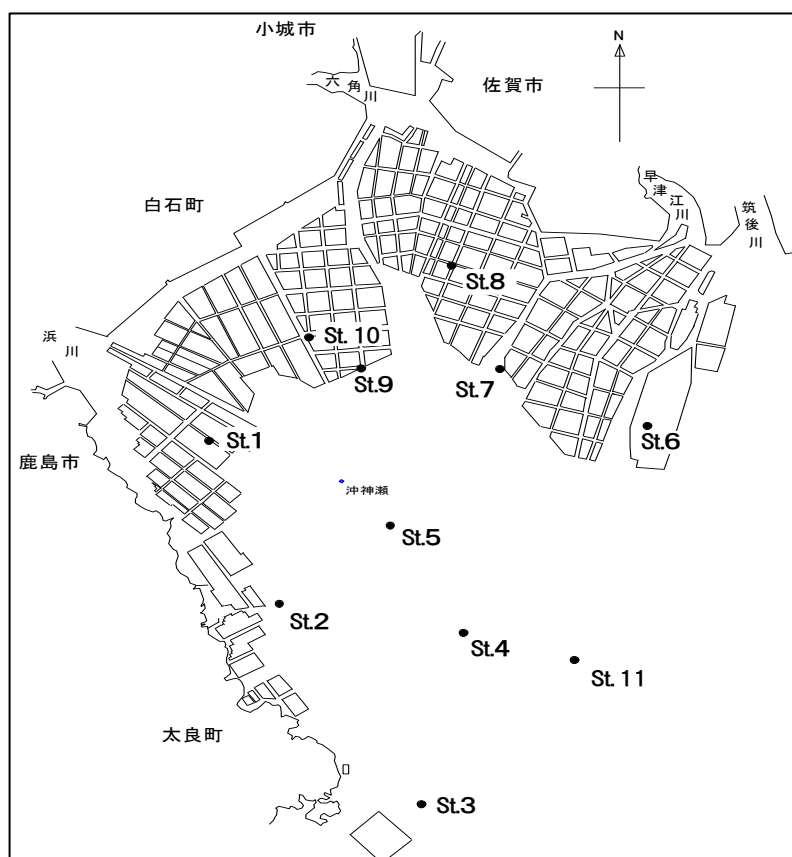 小城市
N
六角川
佐賀市
早津江川
筑後川
白石町
St.8
St. 10
浜川
St.9
St.7
St.1
St.6
鹿島市
沖神瀬
St.5
St.2
St.4
St. 11
太良町
St.3